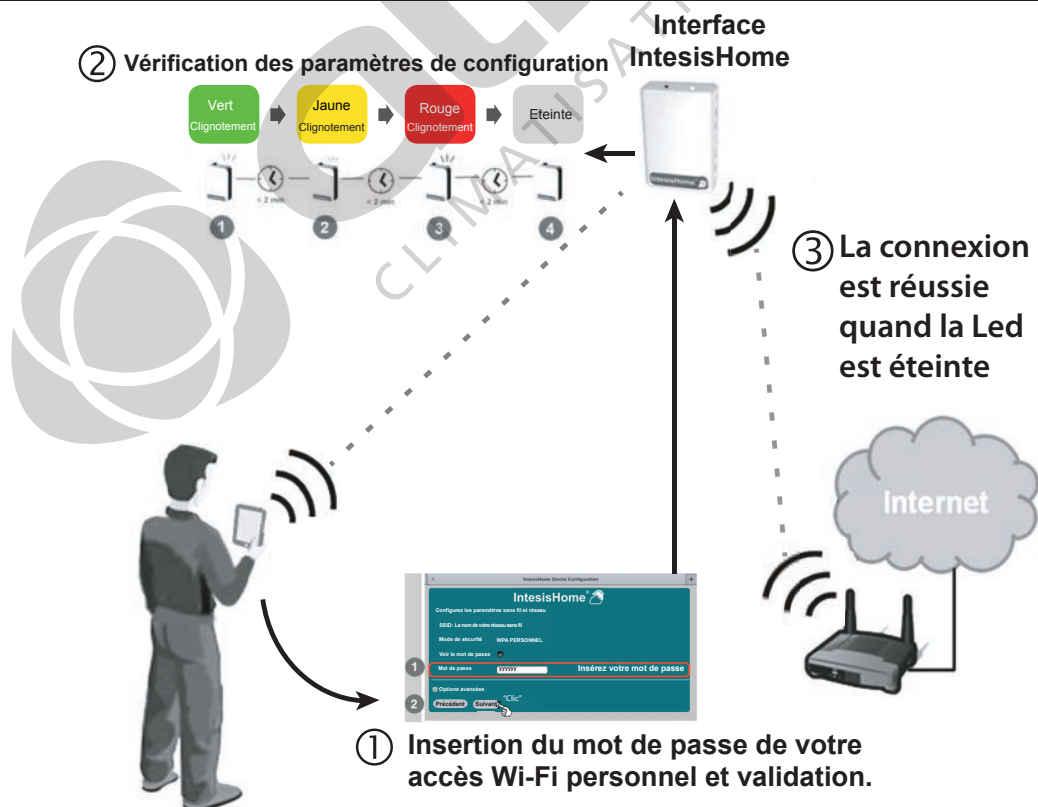 Interface
IntesisHome
② Vérification des paramètres de configuration
Vert
Clignotement
Jaune
Clignotement
Rouge
Clignotement
Eteinte
< 2 min
< 2 min
< 2 min
1
2
3
4
IntesisHome
CLIMATISATI
③ La connexion
est réussie
quand la Led
est éteinte
Internet
IntesisHome Device Configuration
IntesisHome®
Configurez les paramètres sans fil et réseau
SSID: Le nom de votre réseau sans fil
Mode de sécurité WPA PERSONNEL
Voir le mot de passe
1 Mot de passe yyyyyy Insérez votre mot de passe
Options avancées
2 Précédent Suivant "Clic"
① Insertion du mot de passe de votre
accès Wi-Fi personnel et validation.